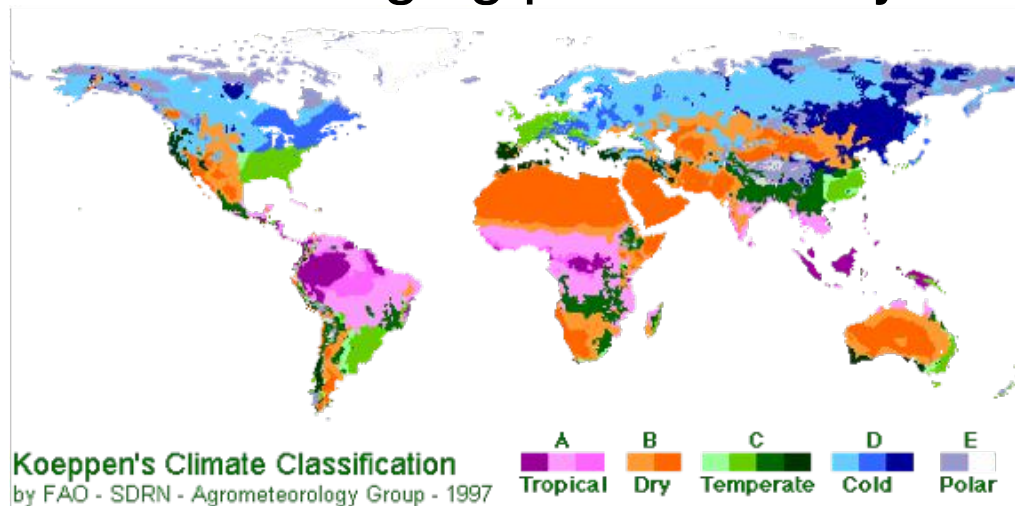 A B C D E
Koeppen's Climate Classification
Tropical Dry Temperate Cold Polar
by FAO - SDRN - Agrometeorology Group - 1997